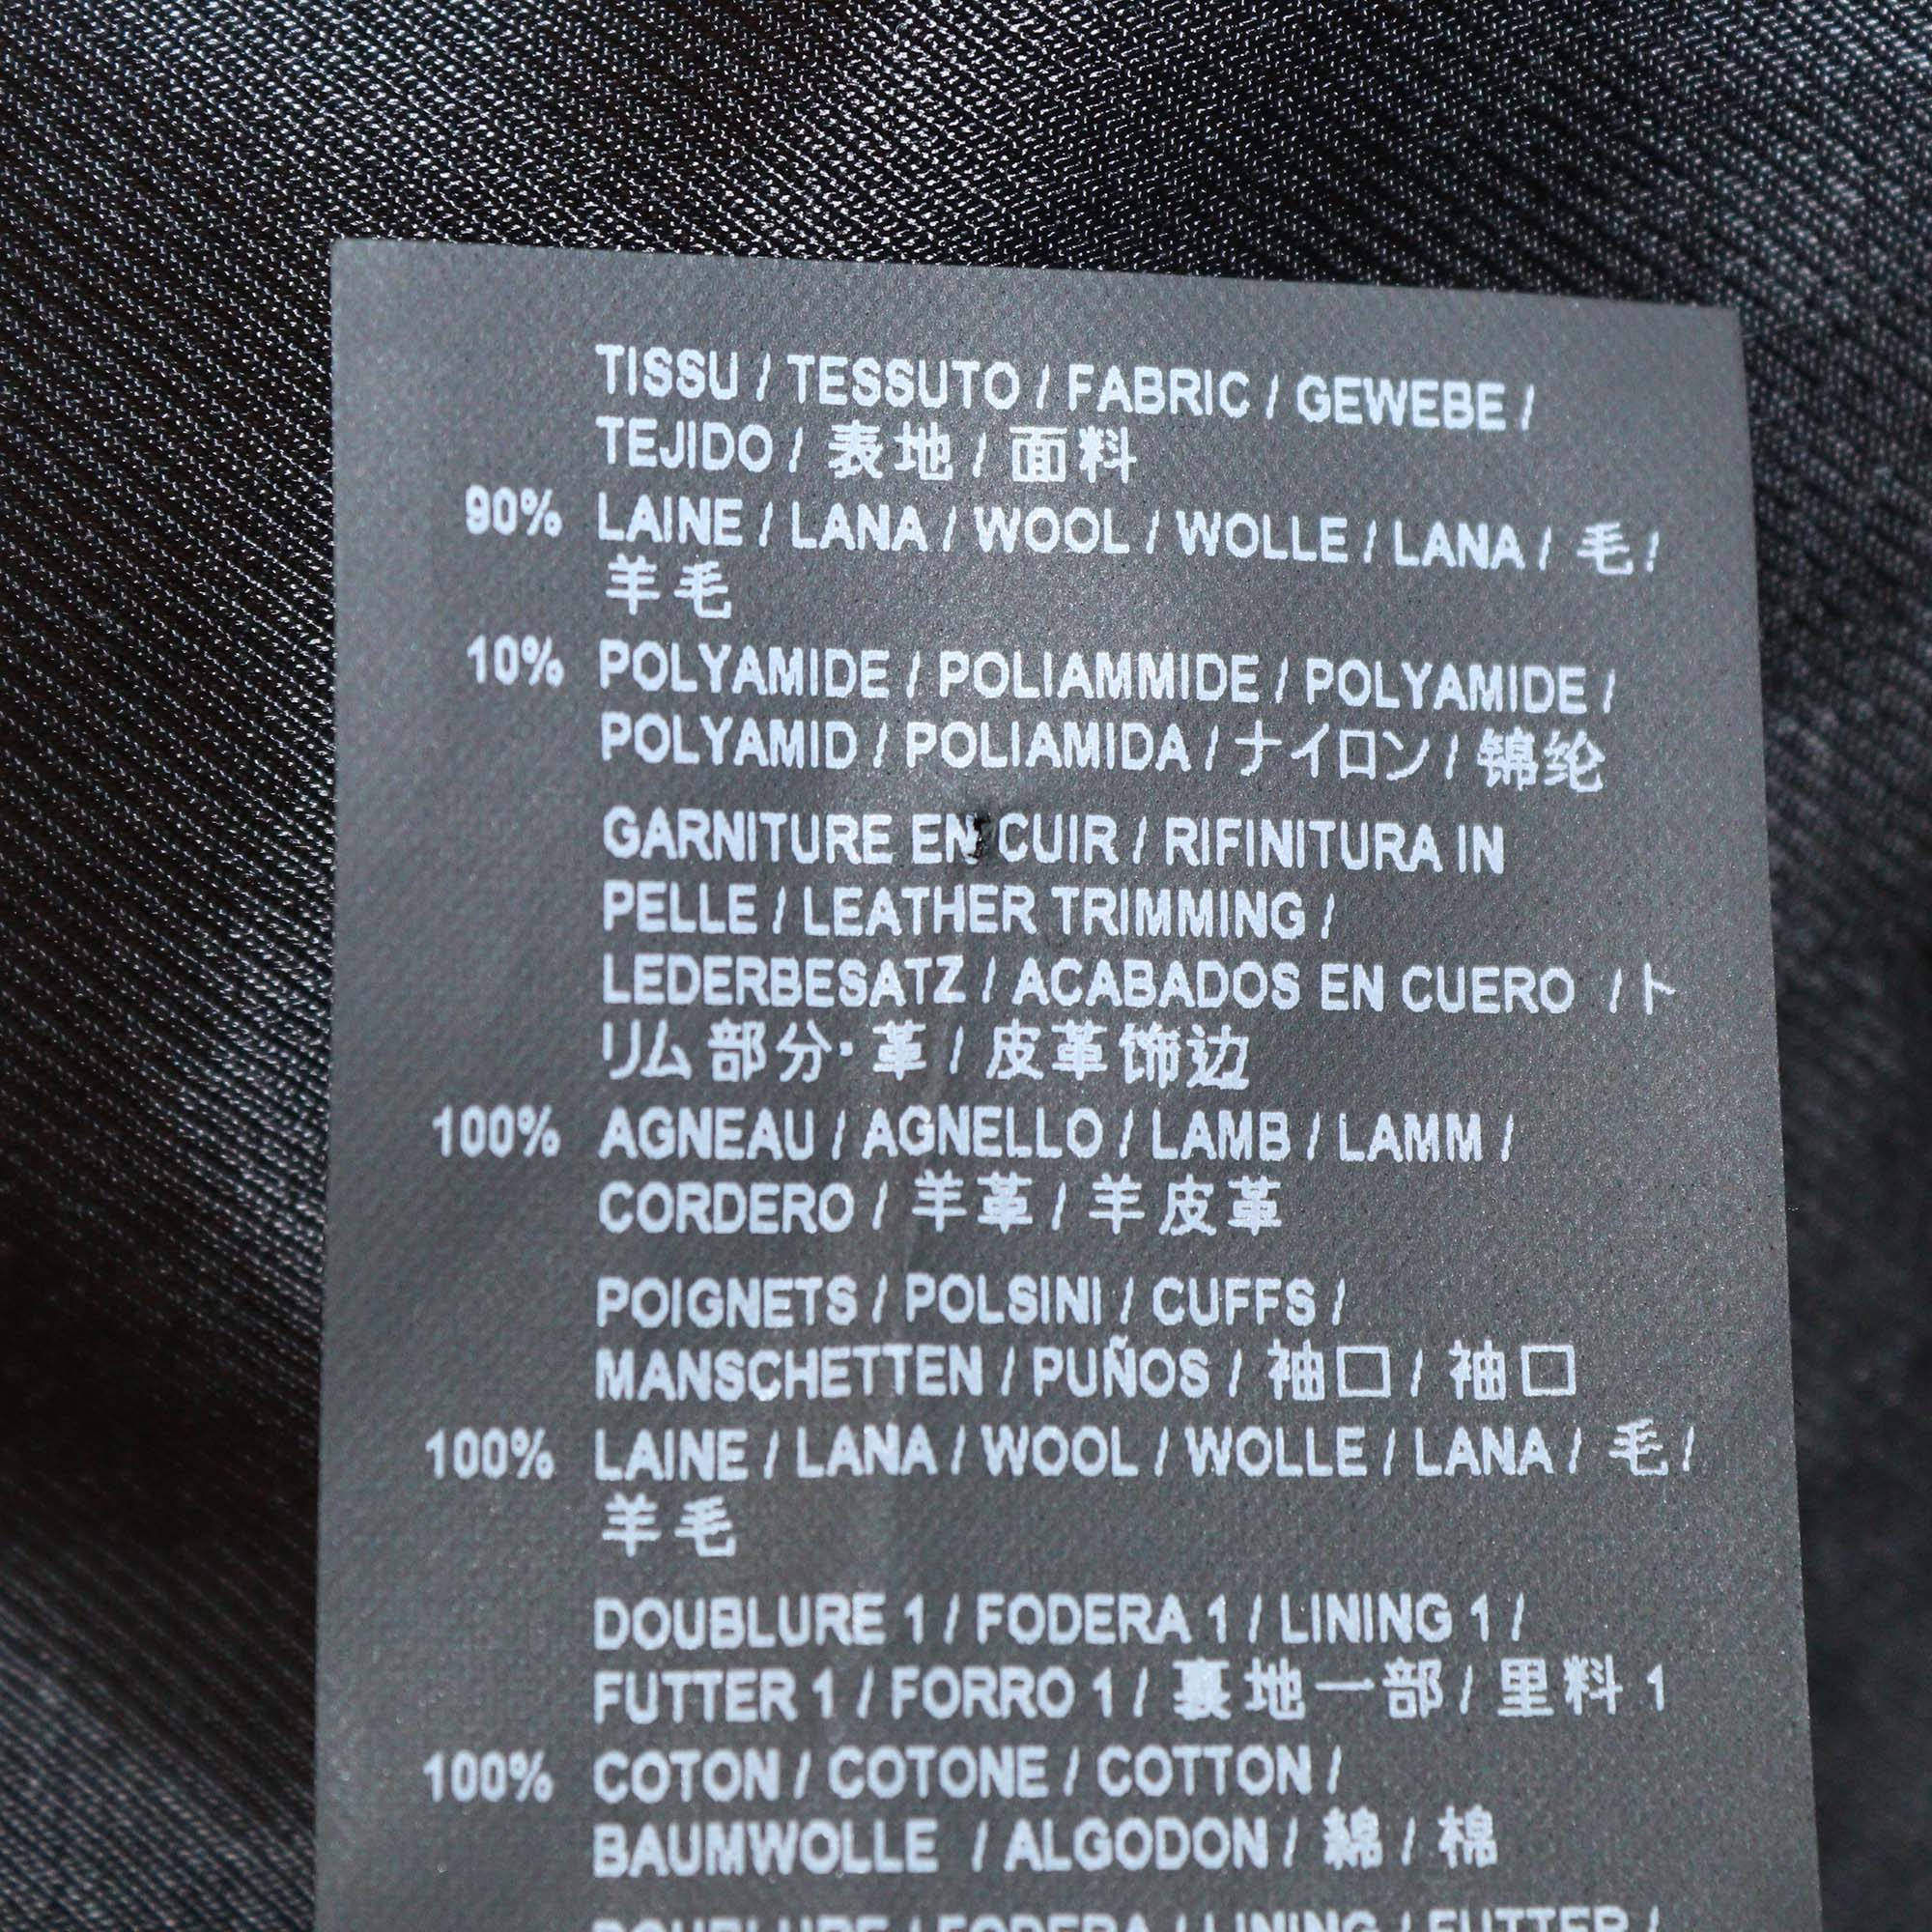 TISSU / TESSUTO / FABRIC / GEWEBE /
TEJIDO / 表地 / 面料
90% LAINE / LANA / WOOL / WOLLE / LANA / 毛 /
羊毛
10% POLYAMIDE / POLIAMMIDE / POLYAMIDE /
POLYAMID / POLIAMIDA / ナイロン / 锦纶
GARNITURE EN CUIR / RIFINITURA IN
PELLE / LEATHER TRIMMING /
LEDERBESATZ / ACABADOS EN CUERO / ト
リム部分・革 / 皮革饰边
100% AGNEAU / AGNELLO / LAMB / LAMM /
CORDERO / 羊革 / 羊皮革
POIGNETS / POLSINI / CUFFS /
MANSCHETTEN / PUÑOS / 袖口 / 袖口
100% LAINE / LANA / WOOL / WOLLE / LANA / 毛 /
羊毛
DOUBLURE 1 / FODERA 1 / LINING 1 /
FUTTER 1 / FORRO 1 / 裏地一部 / 里料 1
100% COTON / COTONE / COTTON /
BAUMWOLLE / ALGODON / 綿 / 棉
DOUBLURE / FODERA / LINING / FUTTER /